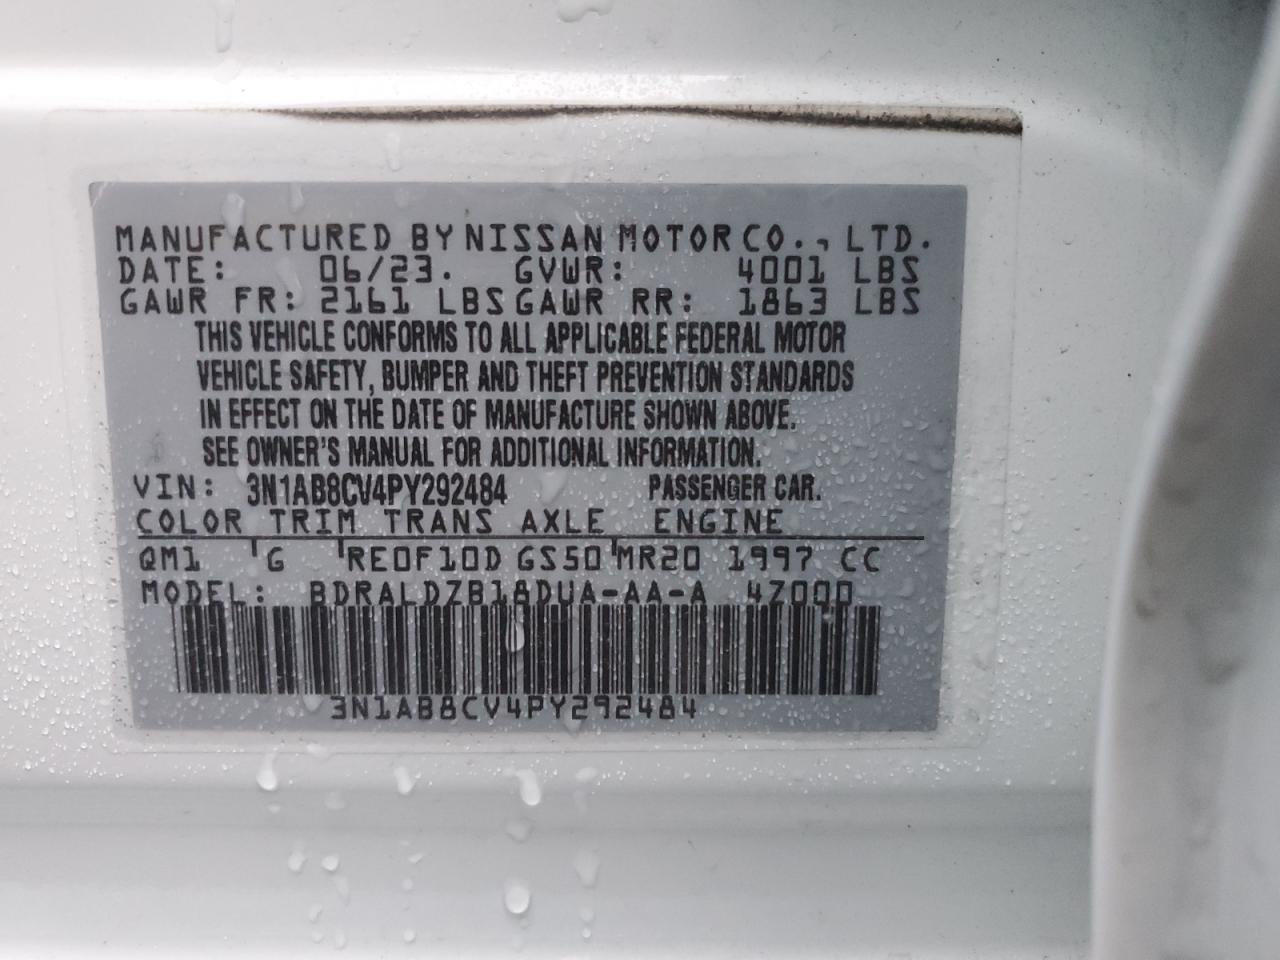 MANUFACTURED BY NISSAN MOTOR CO., LTD.
DATE: 06/23. GVWR: 4001 LBS
GAWR FR: 2161 LBS GAWR RR: 1863 LBS
THIS VEHICLE CONFORMS TO ALL APPLICABLE FEDERAL MOTOR
VEHICLE SAFETY, BUMPER AND THEFT PREVENTION STANDARDS
IN EFFECT ON THE DATE OF MANUFACTURE SHOWN ABOVE.
SEE OWNER'S MANUAL FOR ADDITIONAL INFORMATION.
VIN: 3N1AB8CV4PY292484 PASSENGER CAR.
COLOR TRIM TRANS AXLE ENGINE
QM1 G RE0F10D GS50 MR20 1997 CC
MODEL: BDRALDZB18DUA-AA-A 4Z000
3N1AB8CV4PY292484